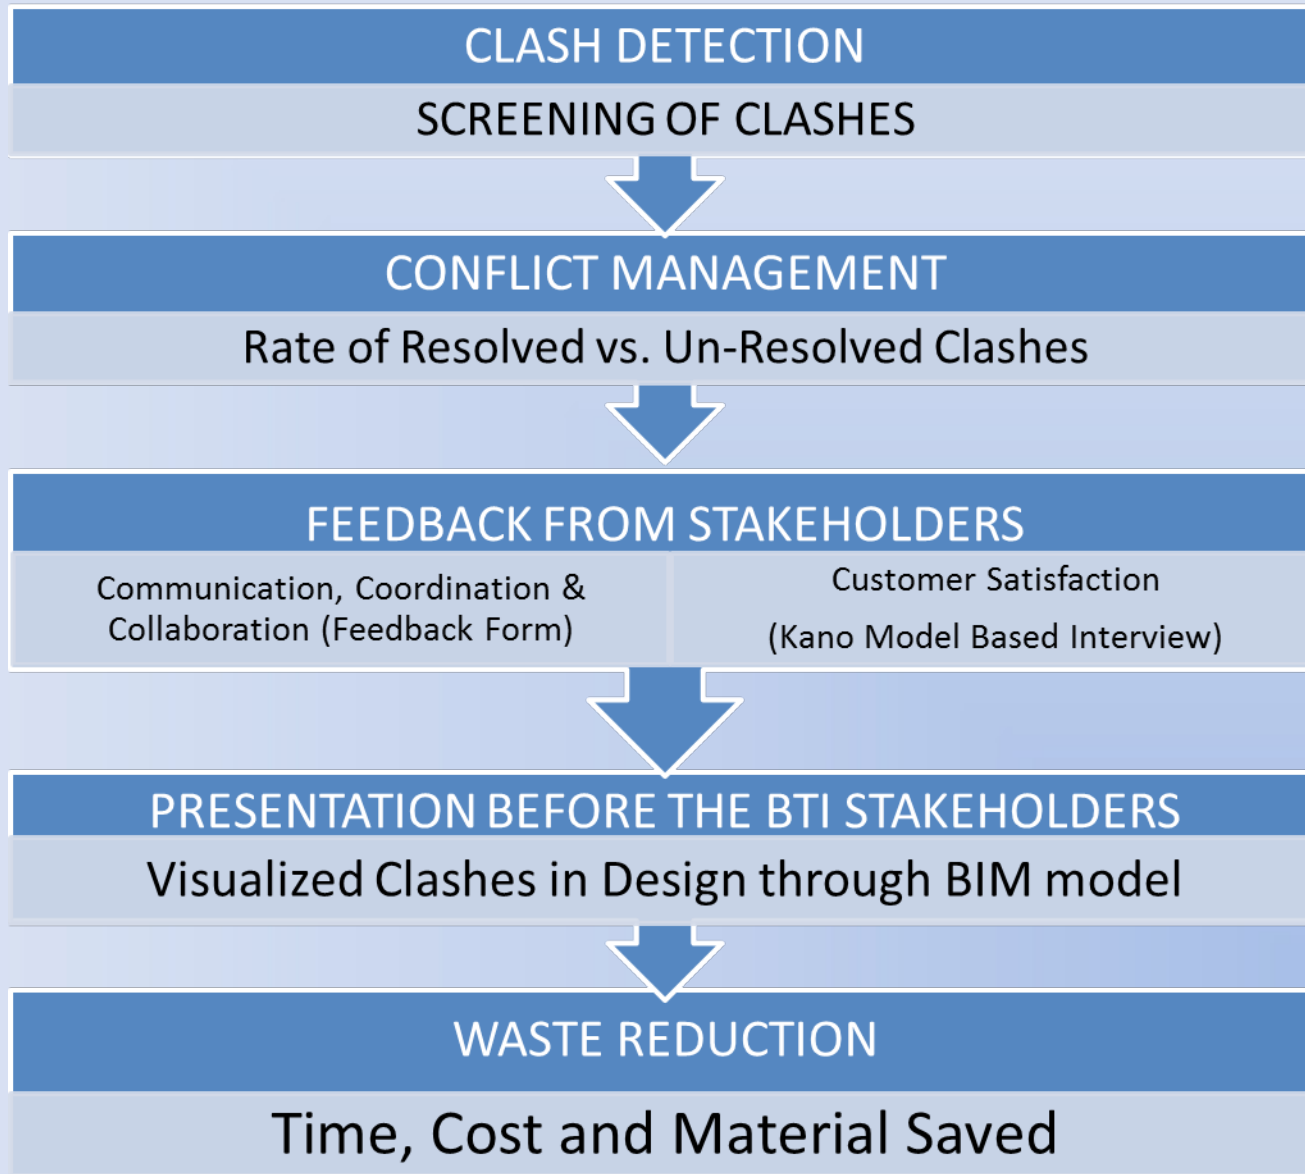 CLASH DETECTION
SCREENING OF CLASHES
CONFLICT MANAGEMENT
Rate of Resolved vs. Un-Resolved Clashes
FEEDBACK FROM STAKEHOLDERS
Communication, Coordination &
Collaboration (Feedback Form)
Customer Satisfaction
(Kano Model Based Interview)
PRESENTATION BEFORE THE BTI STAKEHOLDERS
Visualized Clashes in Design through BIM model
WASTE REDUCTION
Time, Cost and Material Saved